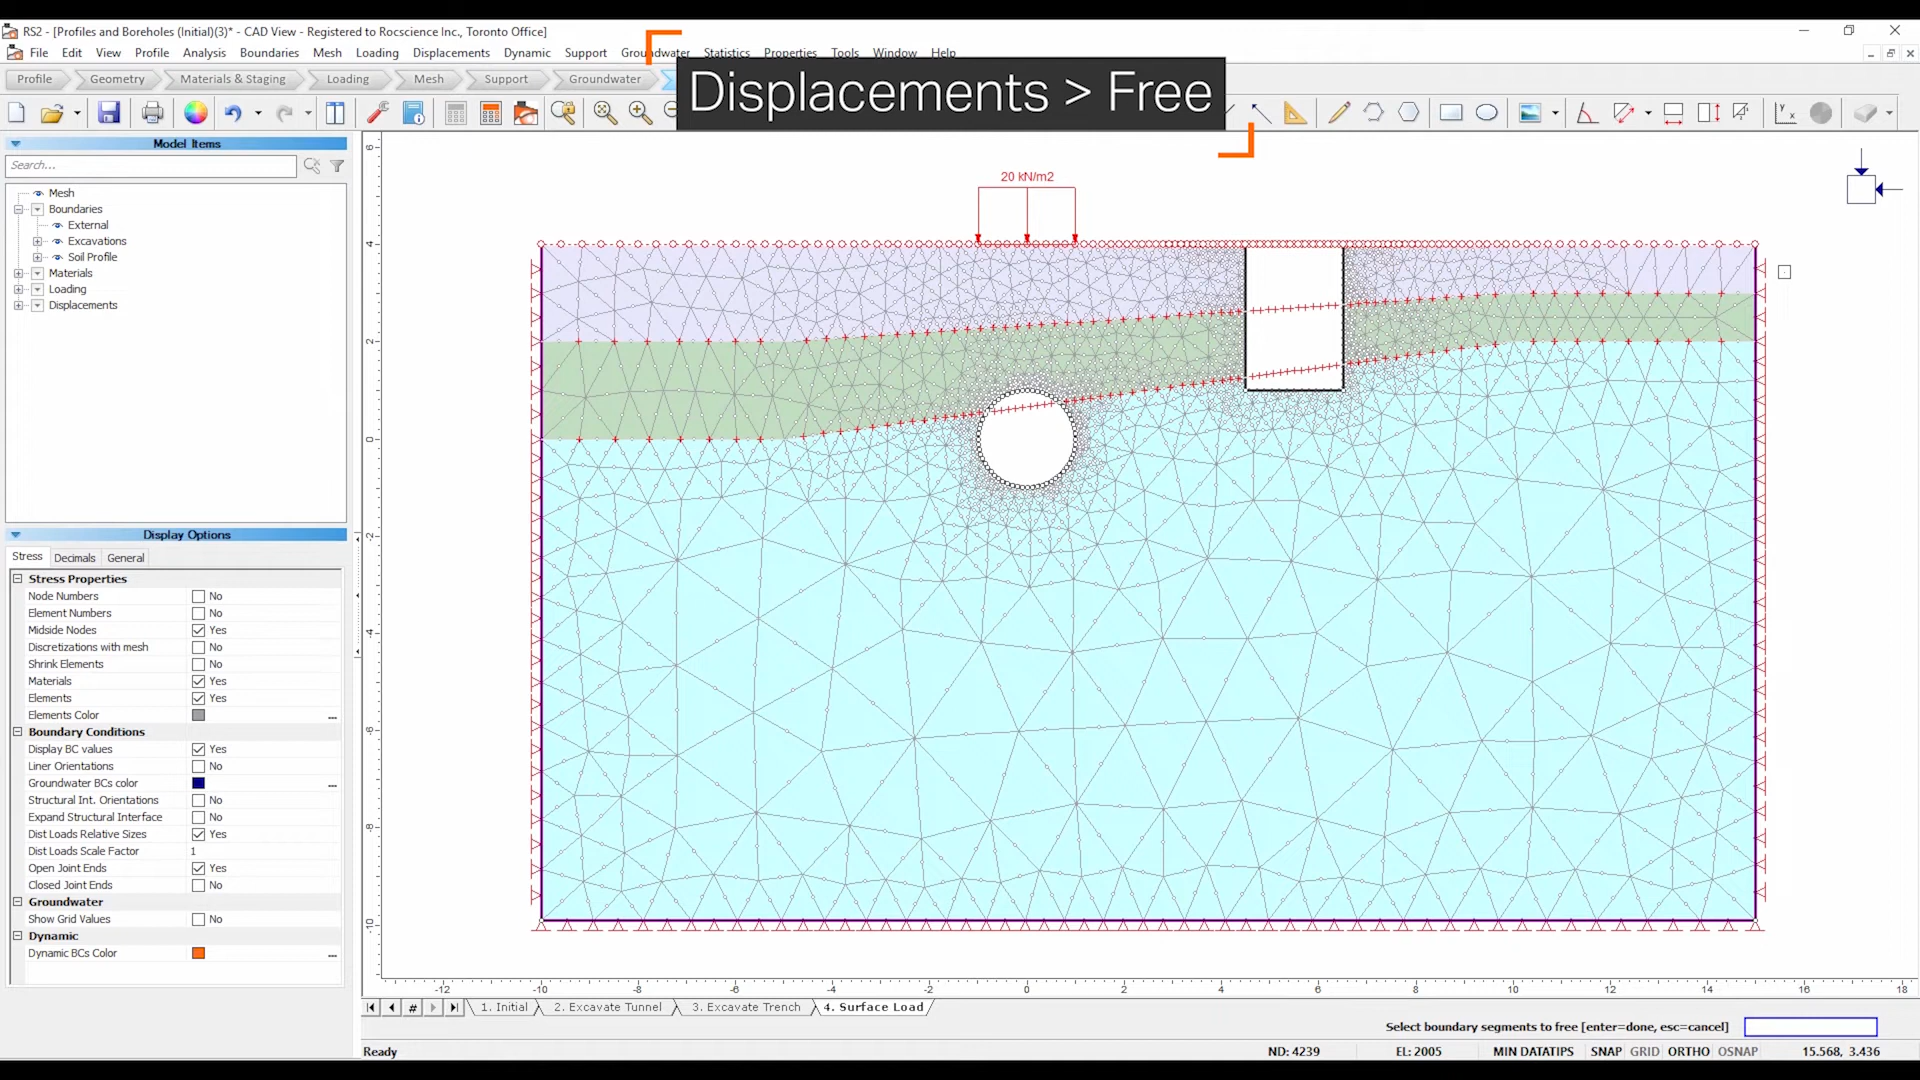 RS2 - [Profiles and Boreholes (Initial)(3)* - CAD View - Registered to Rocscience Inc., Toronto Office]
File Edit View Profile Analysis Boundaries Mesh Loading Displacements Dynamic Support Groundwater Statistics Properties Tools Window Help
Profile Geometry Materials & Staging Loading Mesh Support Groundwater
Displacements > Free
Model Items
Search...
Mesh
Boundaries
External
Excavations
Soil Profile
Materials
Loading
Displacements
Display Options
Stress Decimals General
Stress Properties
Node Numbers No
Element Numbers No
Midside Nodes Yes
Discretizations with mesh No
Shrink Elements No
Materials Yes
Elements Yes
Elements Color ...
Boundary Conditions
Display BC values Yes
Liner Orientations No
Groundwater BCs color ...
Structural Int. Orientations No
Expand Structural Interface No
Dist Loads Relative Sizes Yes
Dist Loads Scale Factor 1
Open Joint Ends Yes
Closed Joint Ends No
Groundwater
Show Grid Values No
Dynamic
Dynamic BCs Color ...
20 kN/m2
6
4
2
0
-2
-4
-6
-8
-10
-12 -10 -8 -6 -4 -2 0 2 4 6 8 10 12 14 16 18
# 1. Initial 2. Excavate Tunnel 3. Excavate Trench 4. Surface Load
Select boundary segments to free [enter=done, esc=cancel]
Ready ND: 4239 EL: 2005 MIN DATATIPS SNAP GRID ORTHO OSNAP 15.568, 3.436